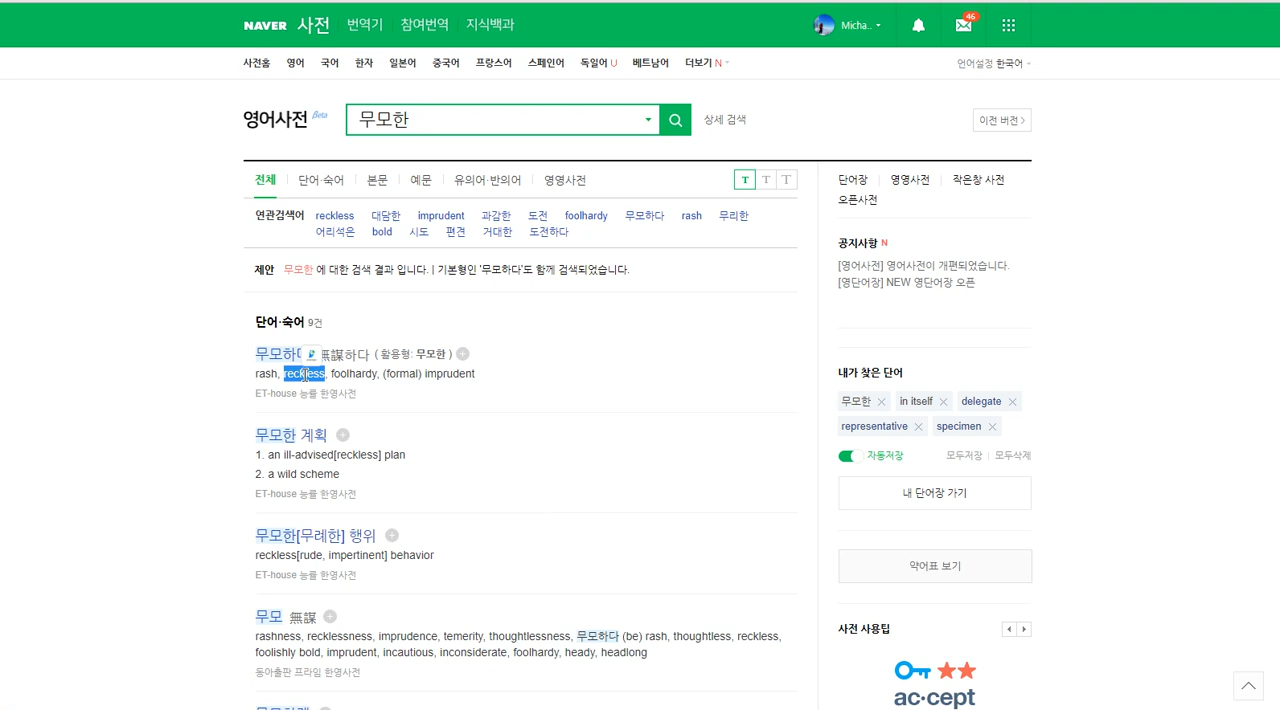 NAVER 사전 번역기 참여번역 지식백과 Micha.. 46
사전홈 영어 국어 한자 일본어 중국어 프랑스어 스페인어 독일어 U 베트남어 더보기 N 언어설정 한국어
영어사전 Beta 무모한 상세 검색 이전 버전
전체 단어·숙어 본문 예문 유의어·반의어 영영사전 T T T
연관검색어 reckless 대담한 imprudent 과감한 도전 foolhardy 무모하다 rash 무리한
어리석은 bold 시도 편견 거대한 도전하다
제안 무모한 에 대한 검색 결과 입니다. | 기본형인 '무모하다'도 함께 검색되었습니다.
단어·숙어 9건
無謀하다 ( 활용형: 무모한 )
rash, reckless, foolhardy, (formal) imprudent
ET-house 능률 한영사전
무모한 계획
1. an ill-advised[reckless] plan
2. a wild scheme
ET-house 능률 한영사전
무모한[무례한] 행위
reckless[rude, impertinent] behavior
ET-house 능률 한영사전
무모 無謀
rashness, recklessness, imprudence, temerity, thoughtlessness, 무모하다 (be) rash, thoughtless, reckless,
foolishly bold, imprudent, incautious, inconsiderate, foolhardy, heady, headlong
동아출판 프라임 한영사전
단어장 영영사전 작은창 사전
오픈사전
공지사항 N
[영어사전] 영어사전이 개편되었습니다.
[영단어장] NEW 영단어장 오픈
내가 찾은 단어
무모한 in itself delegate
representative specimen
자동저장 모두저장 모두삭제
내 단어장 가기
약어표 보기
사전 사용팁
ac·cept